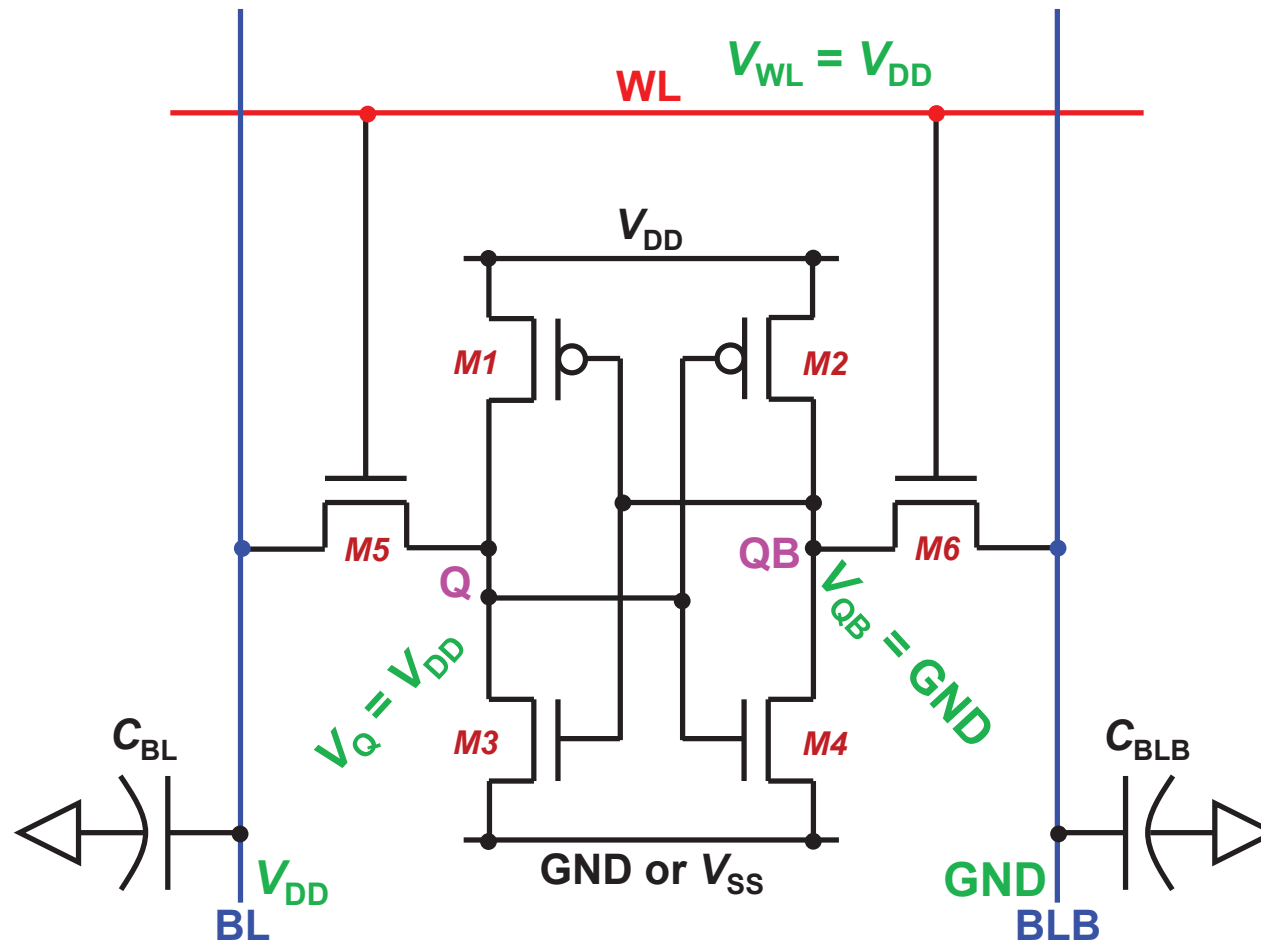 V_WL = V_DD
WL
V_DD
M1
M2
M5
M6
Q
QB
V_Q = V_DD
V_QB = GND
M3
M4
C_BL
C_BLB
GND or V_SS
V_DD
GND
BL
BLB